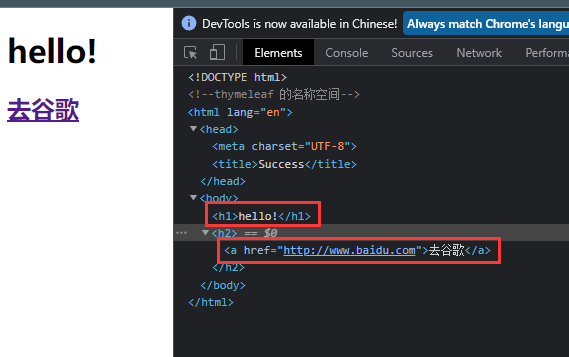 hello!
去谷歌
DevTools is now available in Chinese! Always match Chrome's langu
Elements Console Sources Network Performa
<!DOCTYPE html>
<!--thymeleaf 的名称空间-->
<html lang="en">
<head>
<meta charset="UTF-8">
<title>Success</title>
</head>
<body>
<h1>hello!</h1>
<h2> == $0
<a href="http://www.baidu.com">去谷歌</a>
</h2>
</body>
</html>